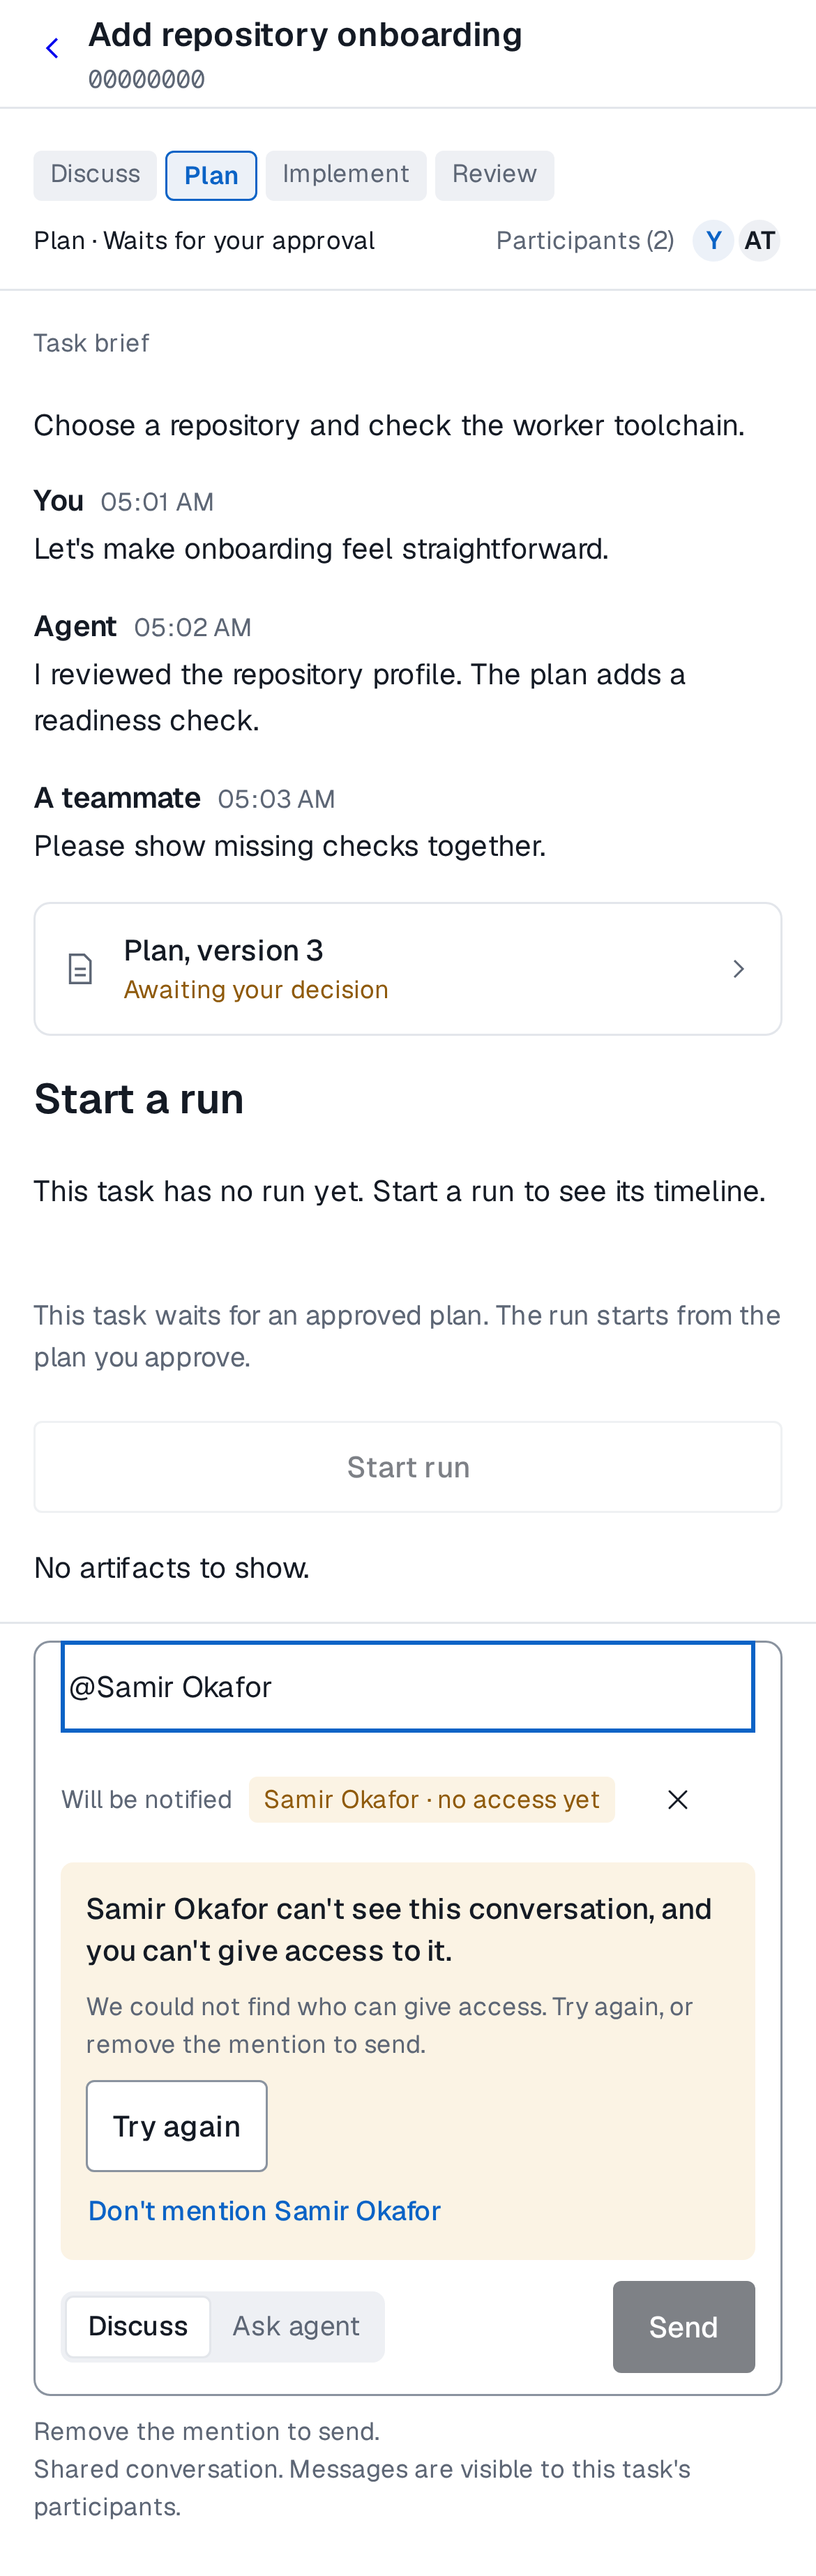 Add repository onboarding
00000000
Discuss
Plan
Implement
Review
Plan · Waits for your approval
Participants (2)
Y
AT
Task brief
Choose a repository and check the worker toolchain.
You 05:01 AM
Let's make onboarding feel straightforward.
Agent 05:02 AM
I reviewed the repository profile. The plan adds a
readiness check.
A teammate 05:03 AM
Please show missing checks together.
Plan, version 3
Awaiting your decision
Start a run
This task has no run yet. Start a run to see its timeline.
This task waits for an approved plan. The run starts from the
plan you approve.
Start run
No artifacts to show.
@Samir Okafor
Will be notified
Samir Okafor · no access yet
Samir Okafor can't see this conversation, and
you can't give access to it.
We could not find who can give access. Try again, or
remove the mention to send.
Try again
Don't mention Samir Okafor
Discuss
Ask agent
Send
Remove the mention to send.
Shared conversation. Messages are visible to this task's
participants.